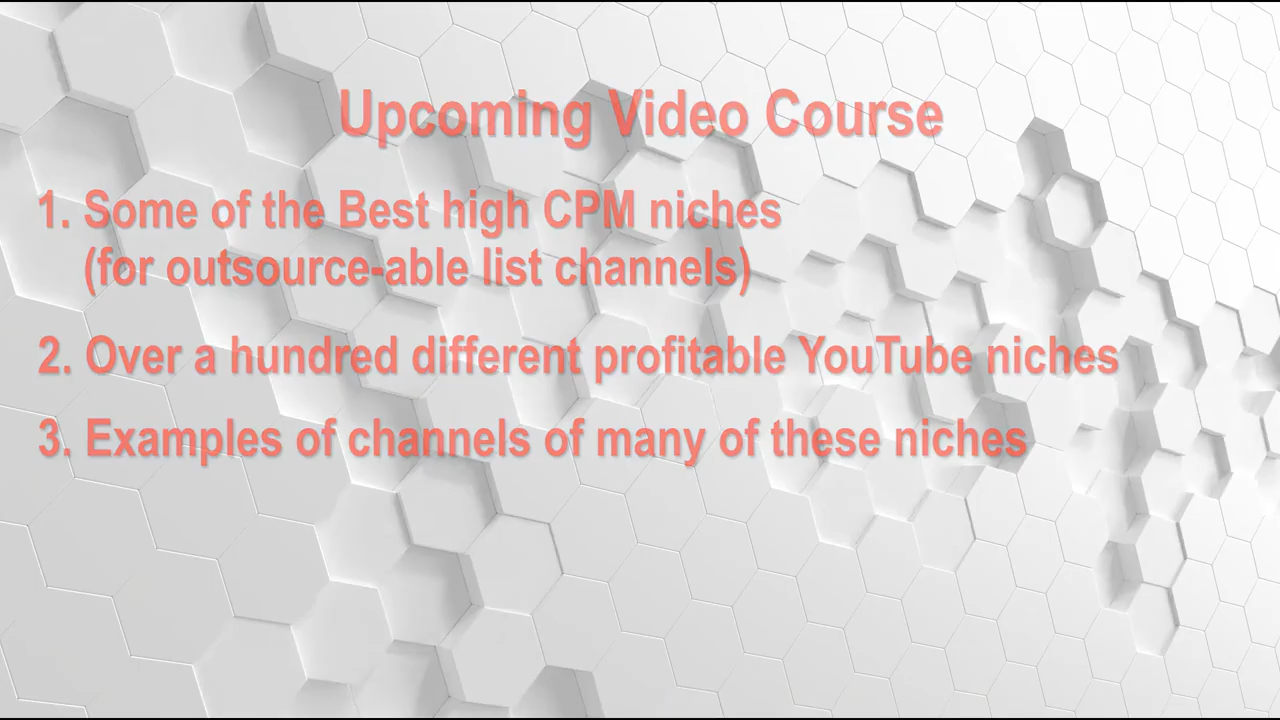 Upcoming Video Course
1. Some of the Best high CPM niches
(for outsource-able list channels)
2. Over a hundred different profitable YouTube niches
3. Examples of channels of many of these niches